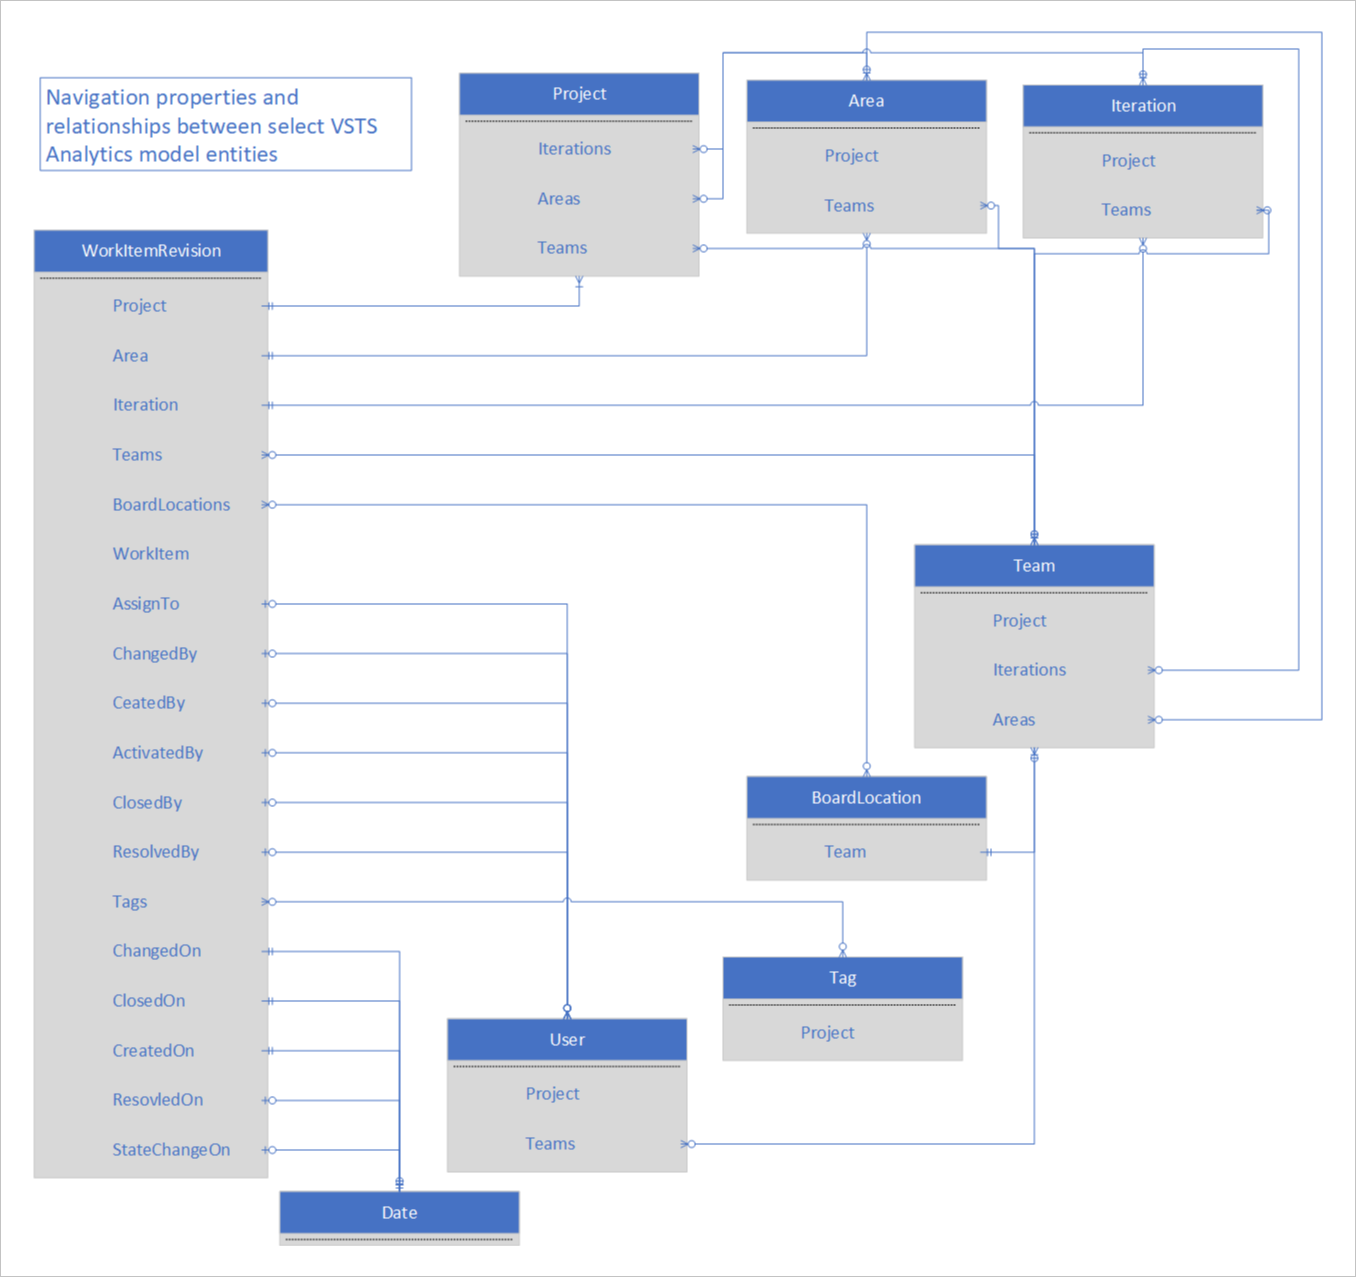 Navigation properties and
relationships between select VSTS
Analytics model entities
Project
Iterations
Areas
Teams
Area
Project
Teams
Iteration
Project
Teams
WorkItemRevision
Project
Area
Iteration
Teams
BoardLocations
WorkItem
AssignTo
ChangedBy
CeatedBy
ActivatedBy
ClosedBy
ResolvedBy
Tags
ChangedOn
ClosedOn
CreatedOn
ResovledOn
StateChangeOn
Team
Project
Iterations
Areas
BoardLocation
Team
Tag
Project
User
Project
Teams
Date